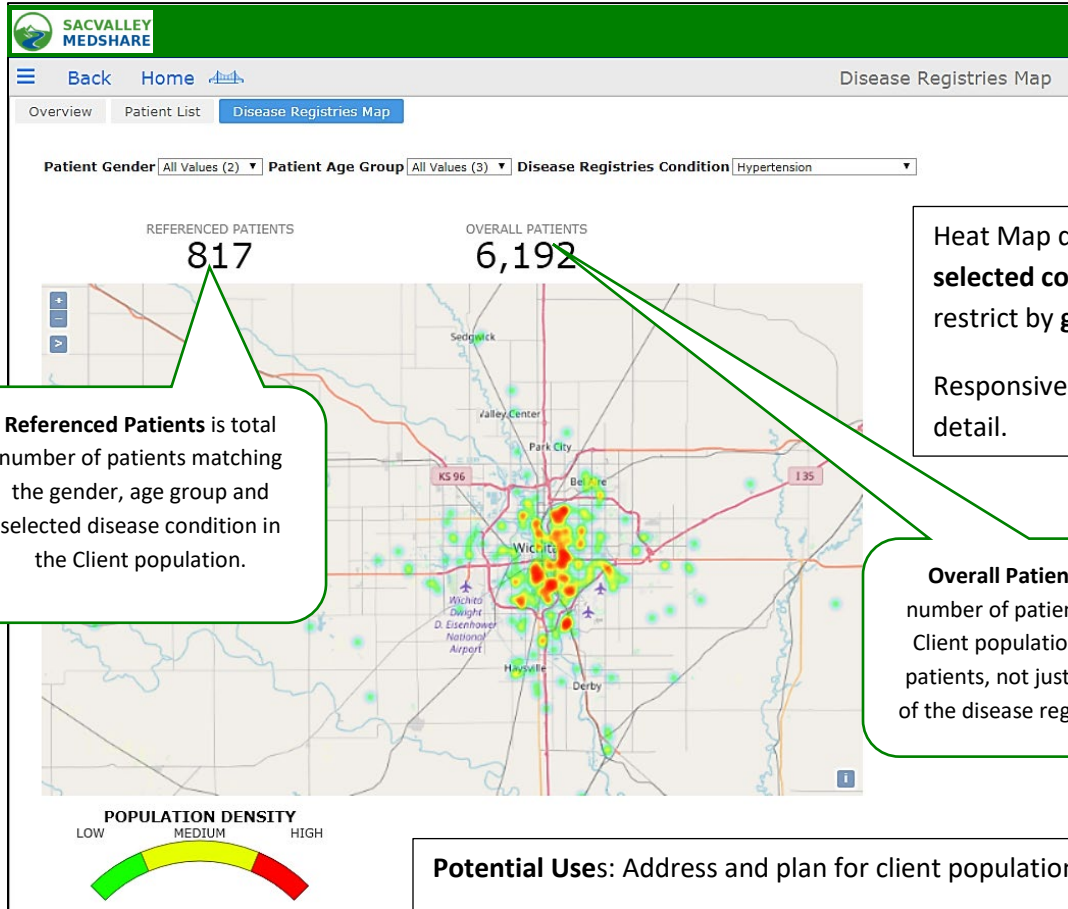 SACVALLEY
MEDSHARE
Back Home Disease Registries Map
Overview Patient List Disease Registries Map
Patient Gender All Values (2) Patient Age Group All Values (3) Disease Registries Condition Hypertension
REFERENCED PATIENTS OVERALL PATIENTS
817 6,192
Heat Map
selected co
restrict by g
Responsive
detail.
+
−
>
Sedgwick
Valley Center
Park City
KS 96
Bel Aire
I 35
Wichita
Wichita
Dwight
D. Eisenhower
National
Airport
Haysville
Derby
i
Referenced Patients is total
number of patients matching
the gender, age group and
selected disease condition in
the Client population.
Overall Patien
number of patien
Client populatio
patients, not just
of the disease reg
POPULATION DENSITY
LOW MEDIUM HIGH
Potential Uses: Address and plan for client population